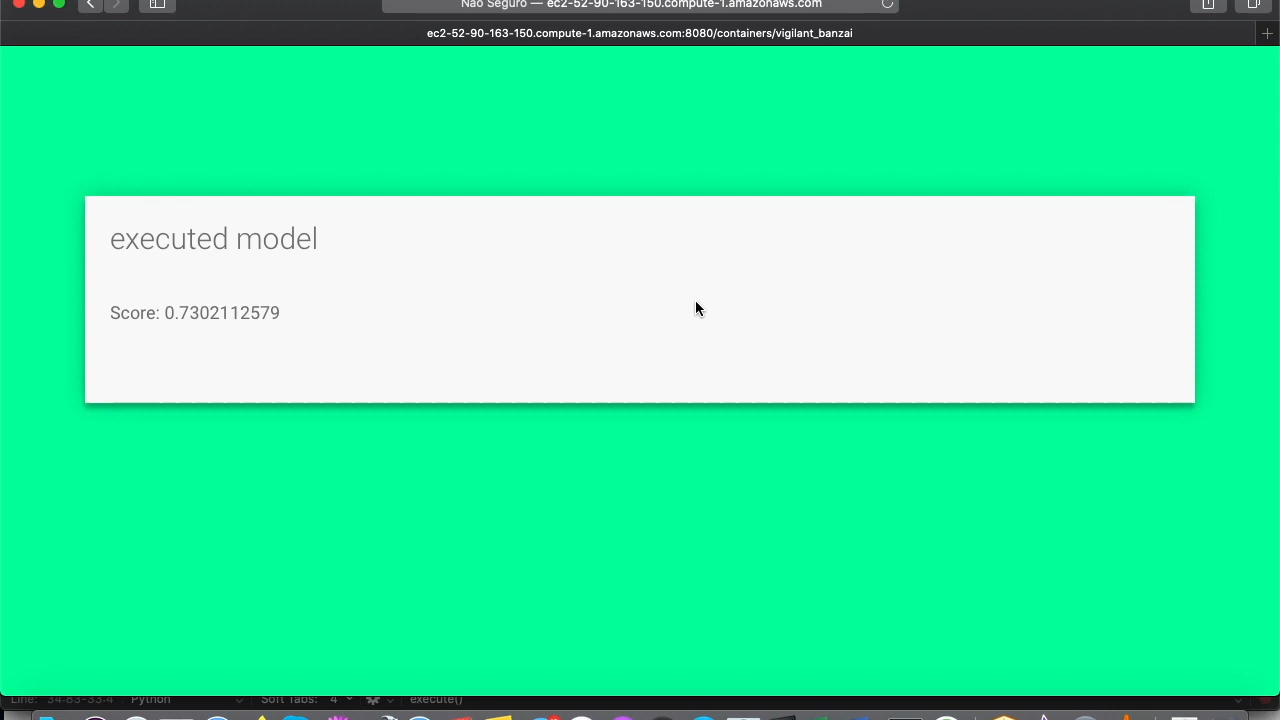 Não Seguro — ec2-52-90-163-150.compute-1.amazonaws.com
ec2-52-90-163-150.compute-1.amazonaws.com:8080/containers/vigilant_banzai
executed model
Score: 0.7302112579
Line: Python Soft Tabs: 4 execute()